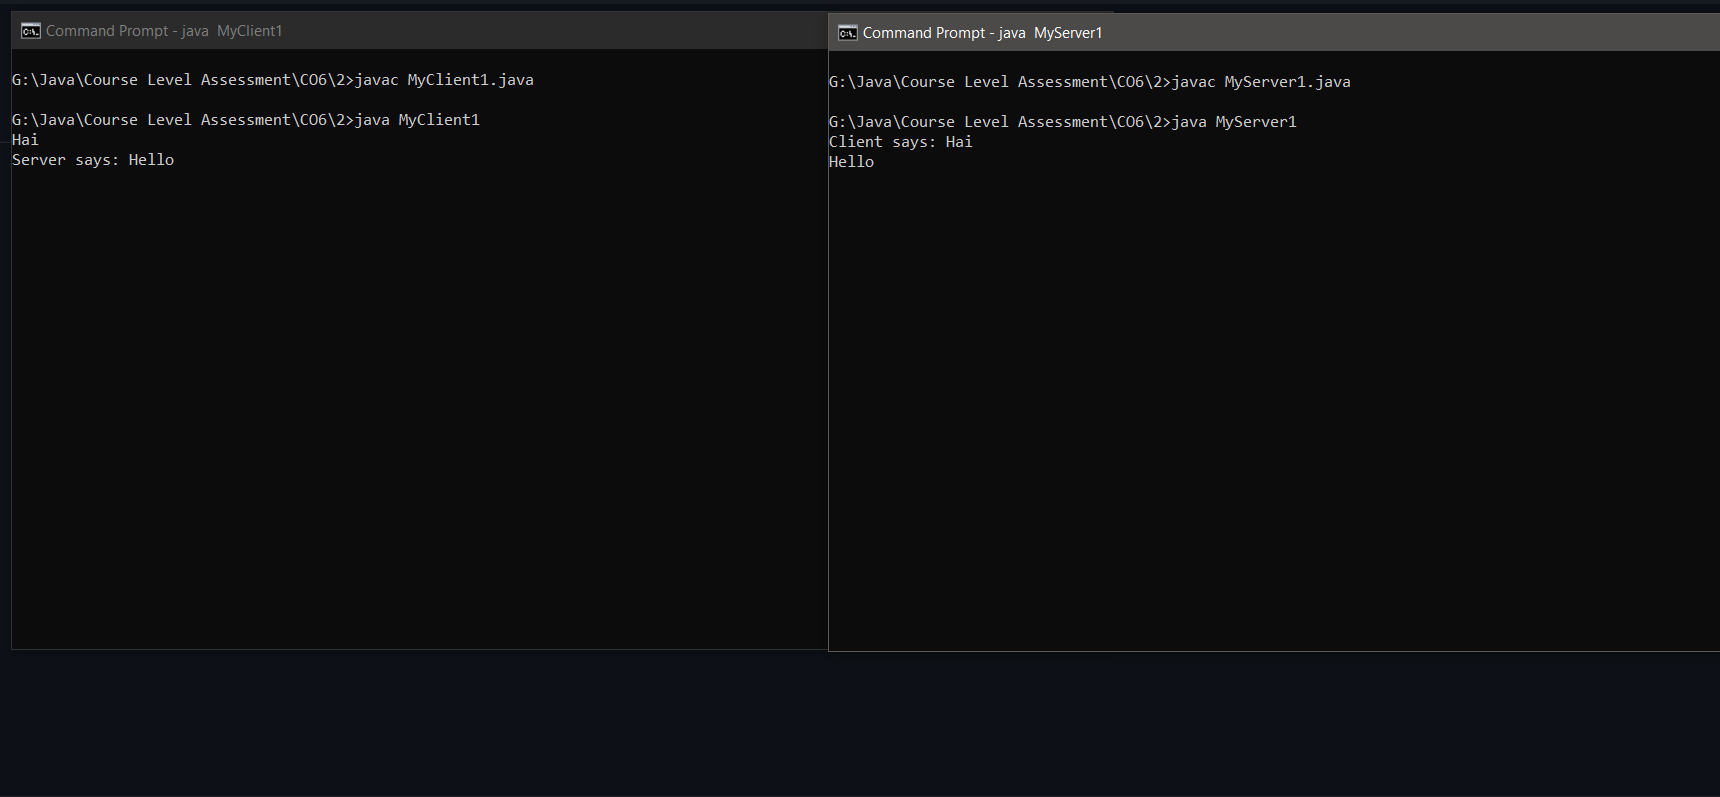 Command Prompt - java  MyClient1
G:\Java\Course Level Assessment\CO6\2>javac MyClient1.java
G:\Java\Course Level Assessment\CO6\2>java MyClient1
Hai
Server says: Hello
Command Prompt - java  MyServer1
G:\Java\Course Level Assessment\CO6\2>javac MyServer1.java
G:\Java\Course Level Assessment\CO6\2>java MyServer1
Client says: Hai
Hello